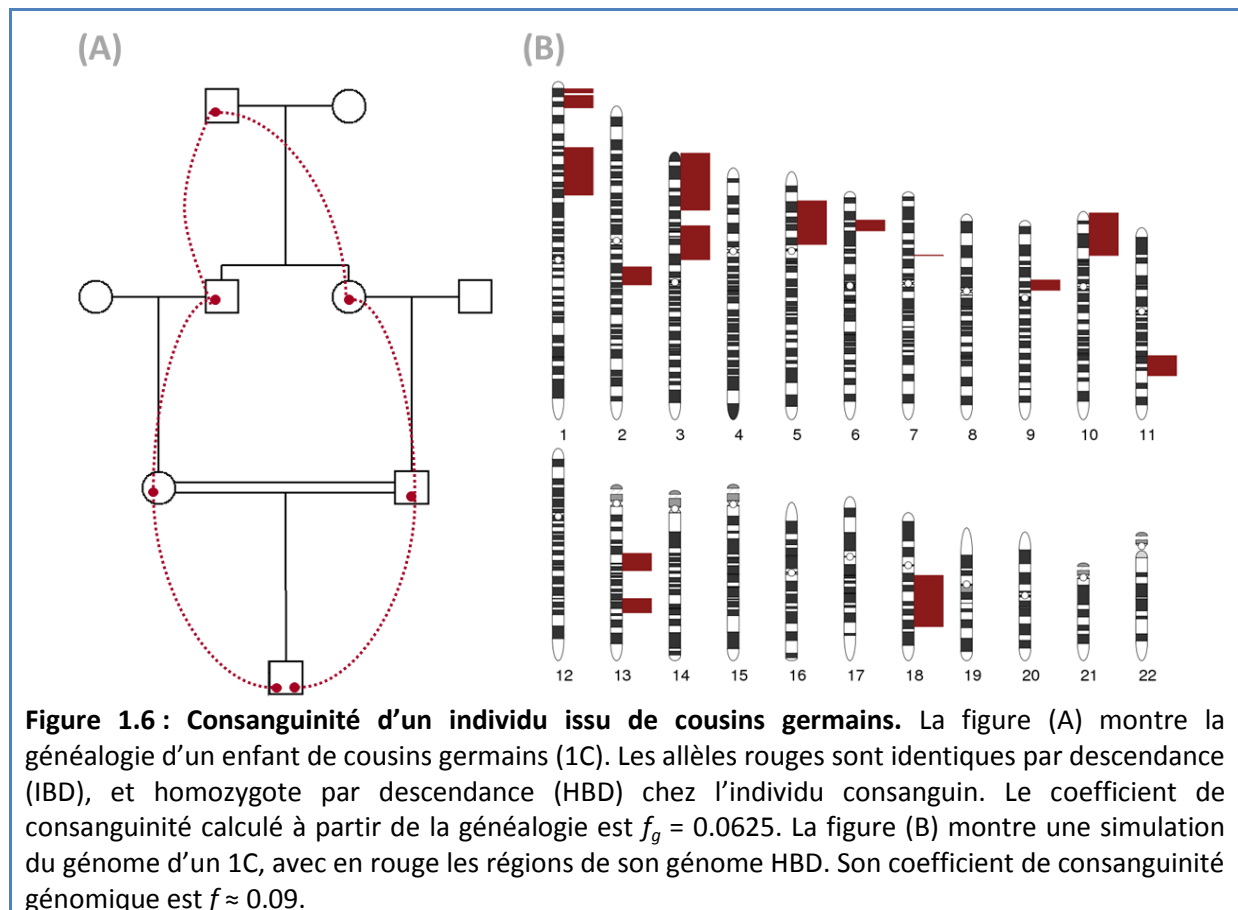 (A) (B)
1 2 3 4 5 6 7 8 9 10 11
12 13 14 15 16 17 18 19 20 21 22
Figure 1.6 : Consanguinité d’un individu issu de cousins germains. La figure (A) montre la
généalogie d’un enfant de cousins germains (1C). Les allèles rouges sont identiques par descendance
(IBD), et homozygote par descendance (HBD) chez l’individu consanguin. Le coefficient de
consanguinité calculé à partir de la généalogie est fg = 0.0625. La figure (B) montre une simulation
du génome d’un 1C, avec en rouge les régions de son génome HBD. Son coefficient de consanguinité
génomique est f ≈ 0.09.